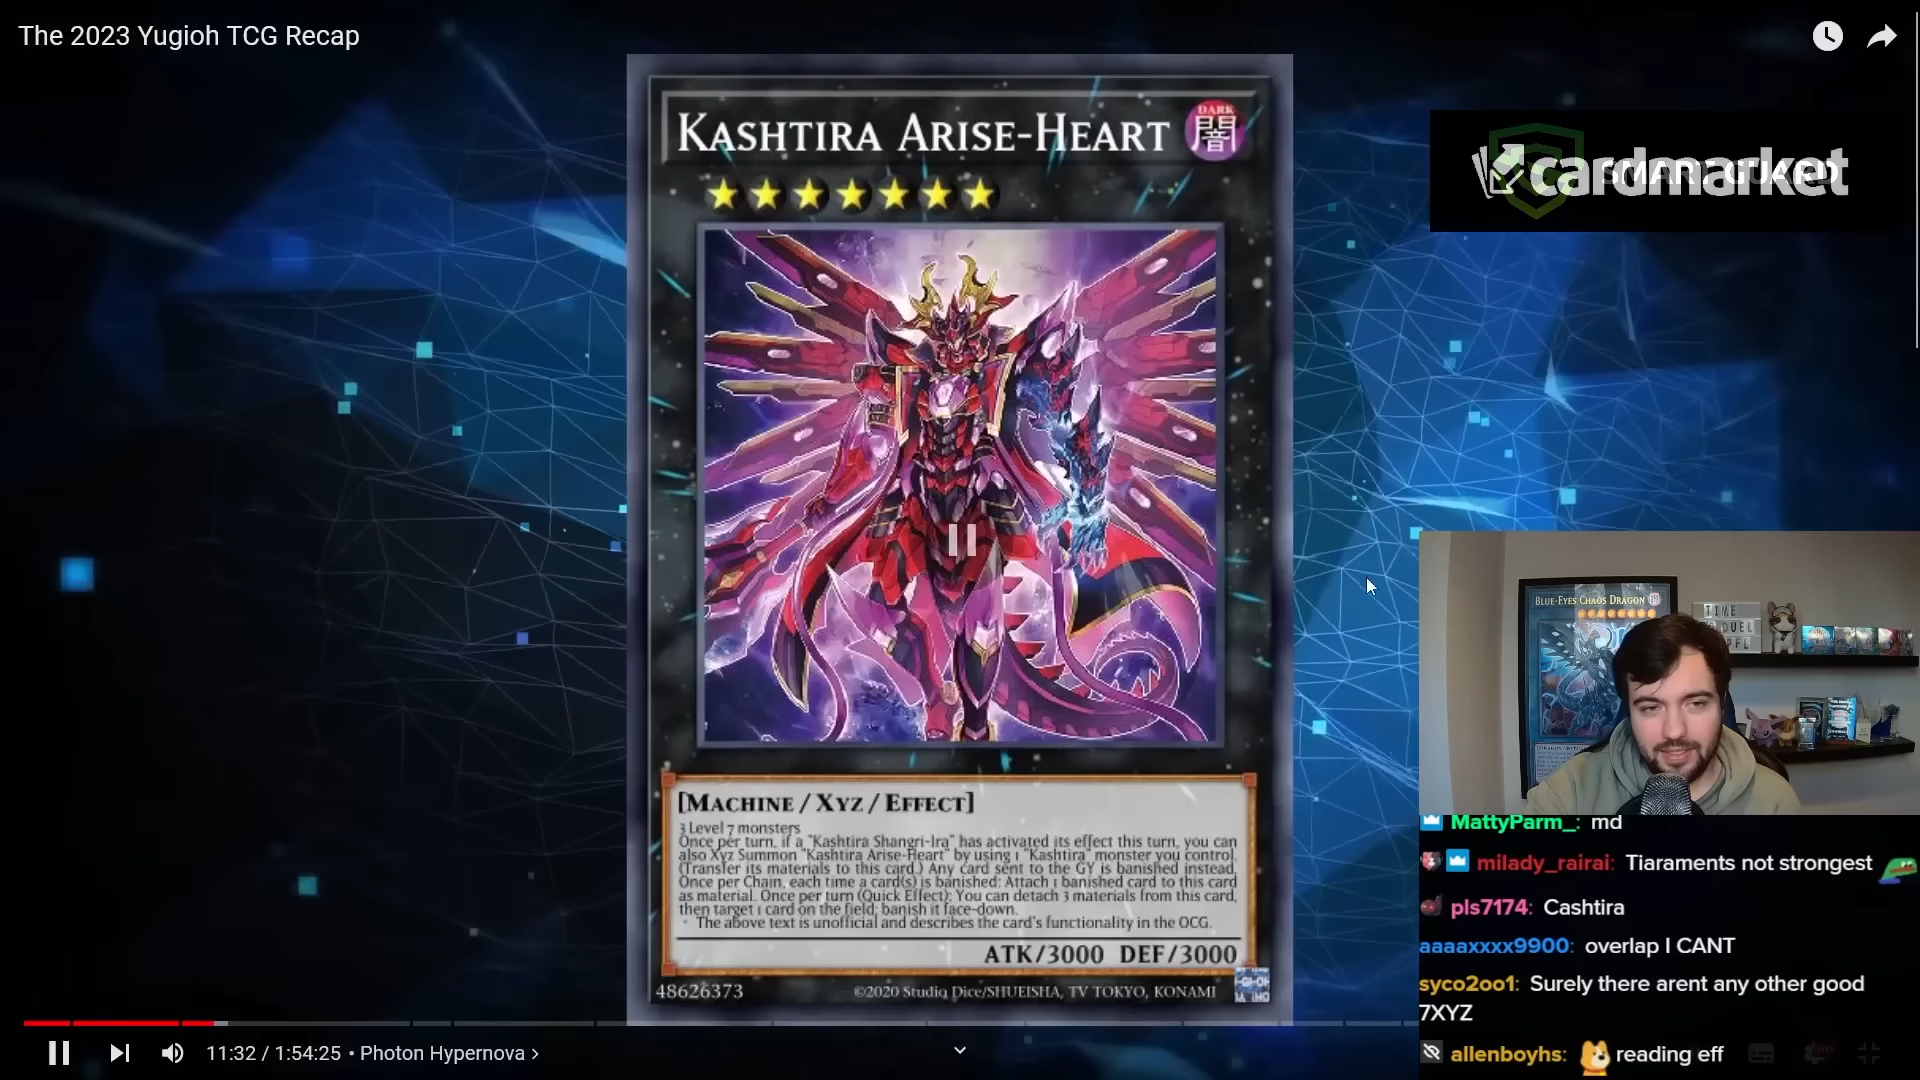 The 2023 Yugioh TCG Recap
KASHTIRA ARISE-HEART
DARK
闇
cardmarket
[MACHINE / XYZ / EFFECT]
3 Level 7 monsters
Once per turn, if a "Kashtira Shangri-Ira" has activated its effect this turn, you can
also Xyz Summon "Kashtira Arise-Heart" by using 1 "Kashtira" monster you control.
(Transfer its materials to this card.) Any card sent to the GY is banished instead.
Once per Chain, each time a card(s) is banished: Attach 1 banished card to this card
as material. Once per turn (Quick Effect): You can detach 3 materials from this card,
then target 1 card on the field; banish it face-down.
* The above text is unofficial and describes the card's functionality in the OCG.
ATK/3000 DEF/3000
48626373
©2020 Studio Dice/SHUEISHA, TV TOKYO, KONAMI
BLUE-EYES CHAOS DRAGON
TIME
DUEL
MattyParm_: md
milady_rairai: Tiaraments not strongest
pls7174: Cashtira
aaaaxxxx9900: overlap I CANT
syco2oo1: Surely there arent any other good
7XYZ
allenboyhs: reading eff
11:32 / 1:54:25 • Photon Hypernova ›